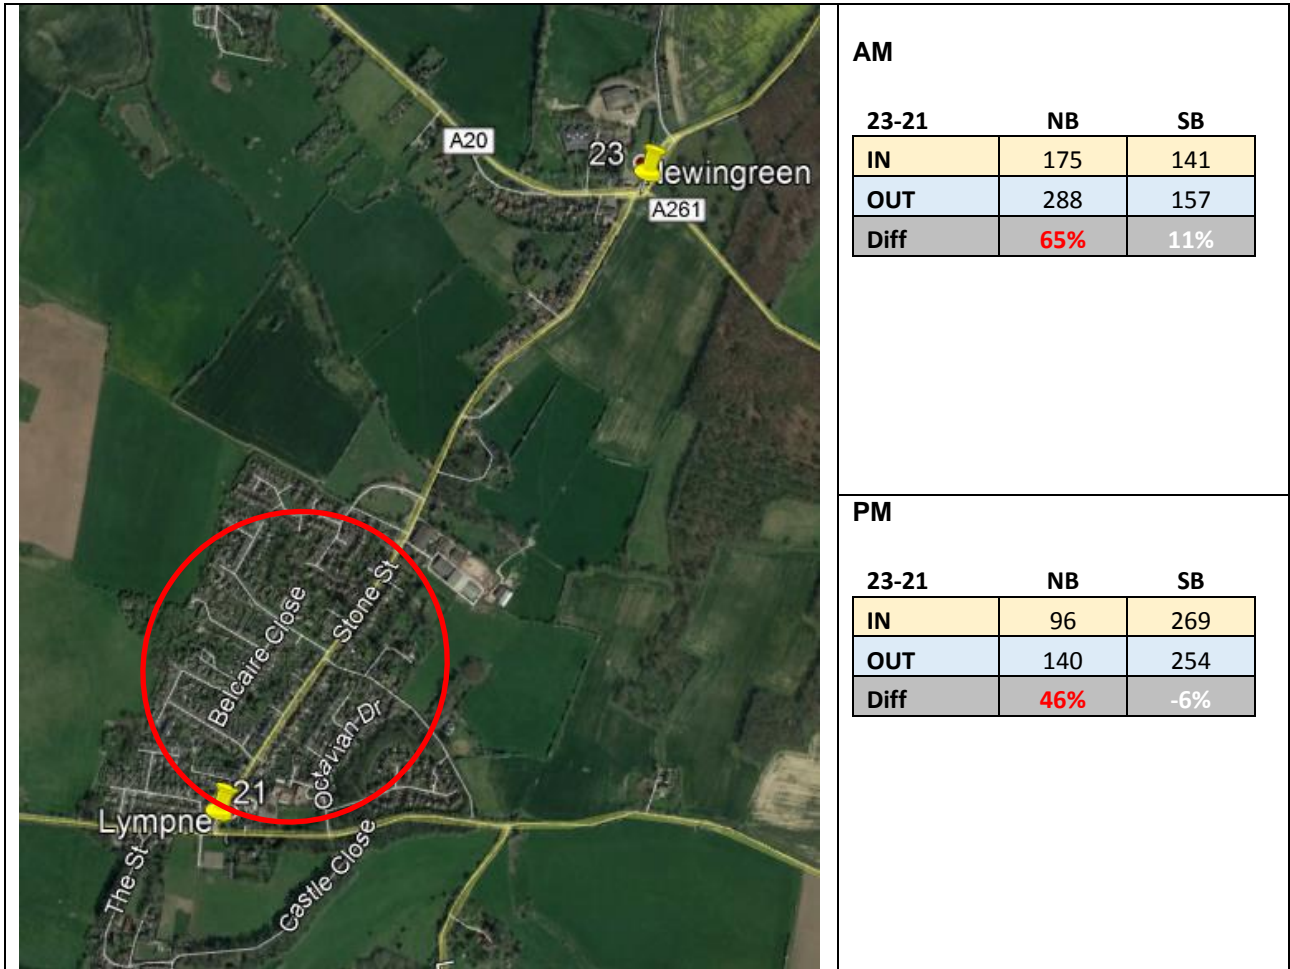 A20
23
lewingreen
A261
Stone St
Belcaire Close
Octavian Dr
21
Lympne
The St
Castle Close
AM
23-21 NB SB
IN 175 141
OUT 288 157
Diff 65% 11%
PM
23-21 NB SB
IN 96 269
OUT 140 254
Diff 46% -6%